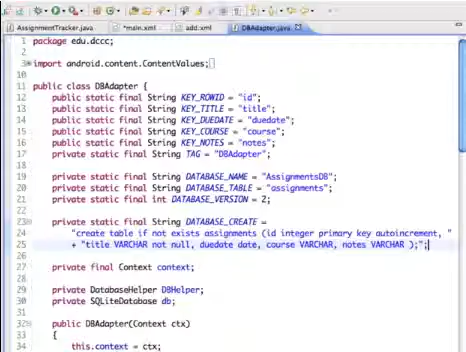 AssignmentTracker.java
*main.xml
add.xml
DBAdapter.java
1 package edu.dccc;
2
3 import android.content.ContentValues;
10
11 public class DBAdapter {
12 public static final String KEY_ROWID = "id";
13 public static final String KEY_TITLE = "title";
14 public static final String KEY_DUEDATE = "duedate";
15 public static final String KEY_COURSE = "course";
16 public static final String KEY_NOTES = "notes";
17 private static final String TAG = "DBAdapter";
18
19 private static final String DATABASE_NAME = "AssignmentsDB";
20 private static final String DATABASE_TABLE = "assignments";
21 private static final int DATABASE_VERSION = 2;
22
23 private static final String DATABASE_CREATE =
24 "create table if not exists assignments (id integer primary key autoincrement, "
25 + "title VARCHAR not null, duedate date, course VARCHAR, notes VARCHAR );";
26
27 private final Context context;
28
29 private DatabaseHelper DBHelper;
30 private SQLiteDatabase db;
31
32 public DBAdapter(Context ctx)
33 {
34 this.context = ctx;